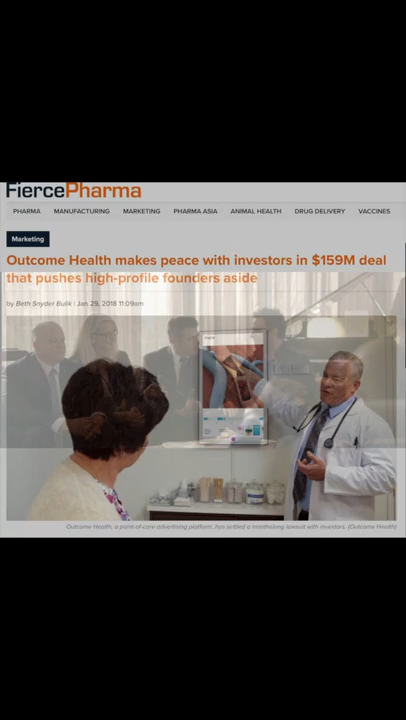 FiercePharma
PHARMA MANUFACTURING MARKETING PHARMA ASIA ANIMAL HEALTH DRUG DELIVERY VACCINES
Marketing
Outcome Health makes peace with investors in $159M deal
that pushes high-profile founders aside
by Beth Snyder Bulik | Jan 29, 2018 11:09am
Outcome Health, a point-of-care advertising platform, has settled a monthslong lawsuit with investors. (Outcome Health)